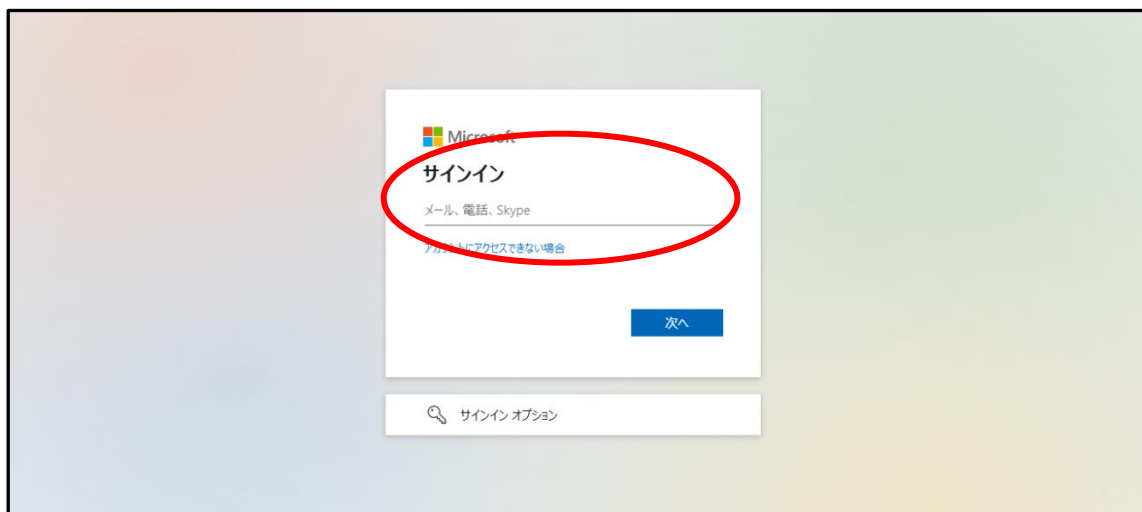 Microsoft
サインイン
メール、電話、Skype
アカウントにアクセスできない場合
次へ
サインイン オプション